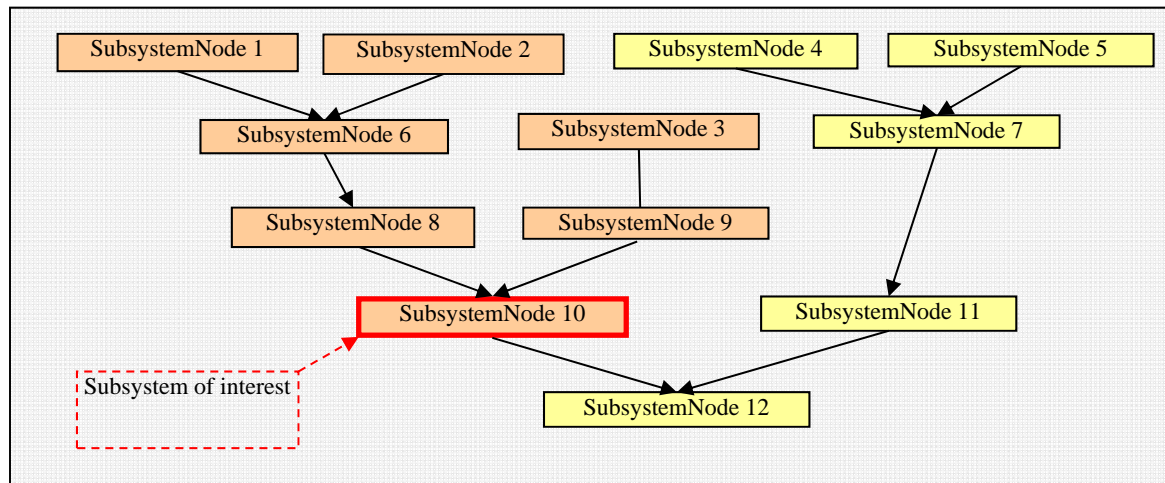 SubsystemNode 1
SubsystemNode 2
SubsystemNode 4
SubsystemNode 5
SubsystemNode 6
SubsystemNode 3
SubsystemNode 7
SubsystemNode 8
SubsystemNode 9
SubsystemNode 10
SubsystemNode 11
Subsystem of interest
SubsystemNode 12